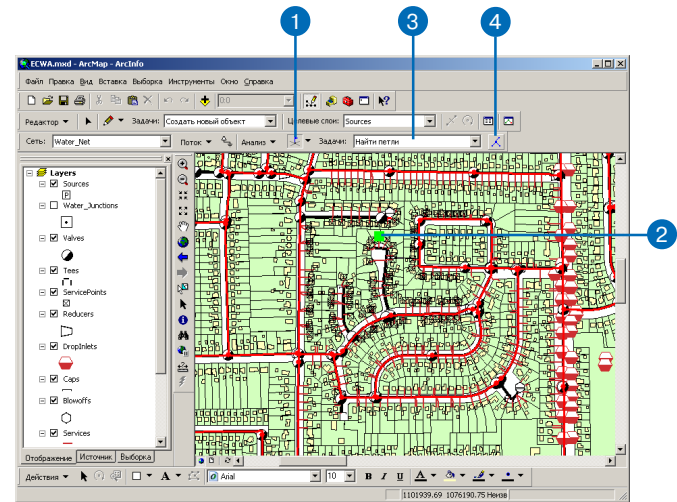 1
3
4
ECWA.mxd - ArcMap - ArcInfo
Файл Правка Вид Вставка Выборка Инструменты Окно Справка
0:0
Редактор Задачи: Создать новый объект Целевые слои: Sources
Сеть: Water_Net Поток Анализ Задачи: Найти петли
Layers
Sources
P
Water_Junctions
Valves
Tees
ServicePoints
Reducers
DropInlets
Caps
Blowoffs
Services
2
Отображение Источник Выборка
Действия A Arial 10 B I U A
1101939.69 1076190.75 Неизв